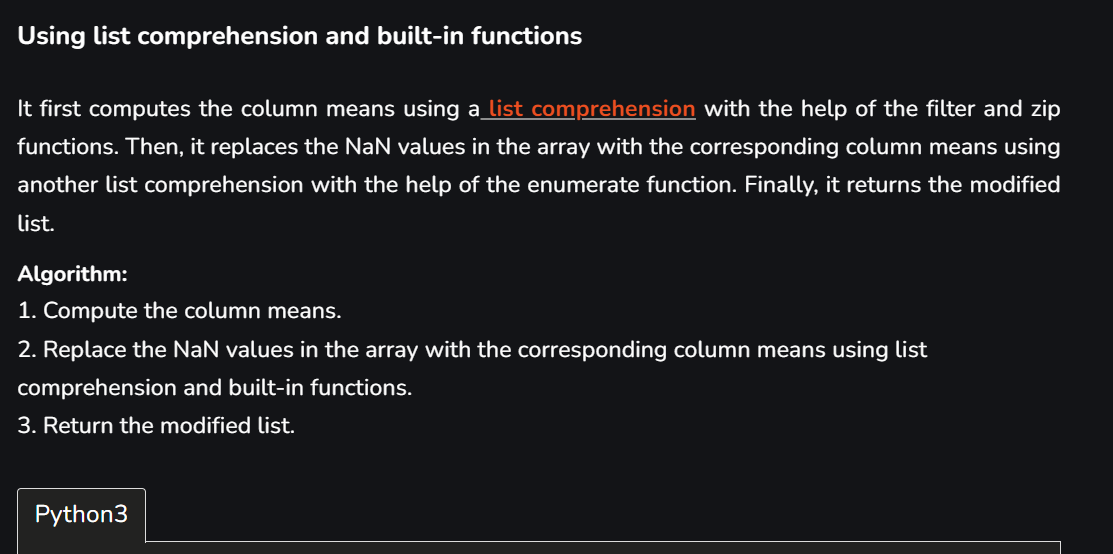 Using list comprehension and built-in functions
It first computes the column means using a list comprehension with the help of the filter and zip
functions. Then, it replaces the NaN values in the array with the corresponding column means using
another list comprehension with the help of the enumerate function. Finally, it returns the modified
list.
Algorithm:
1. Compute the column means.
2. Replace the NaN values in the array with the corresponding column means using list
comprehension and built-in functions.
3. Return the modified list.
Python3